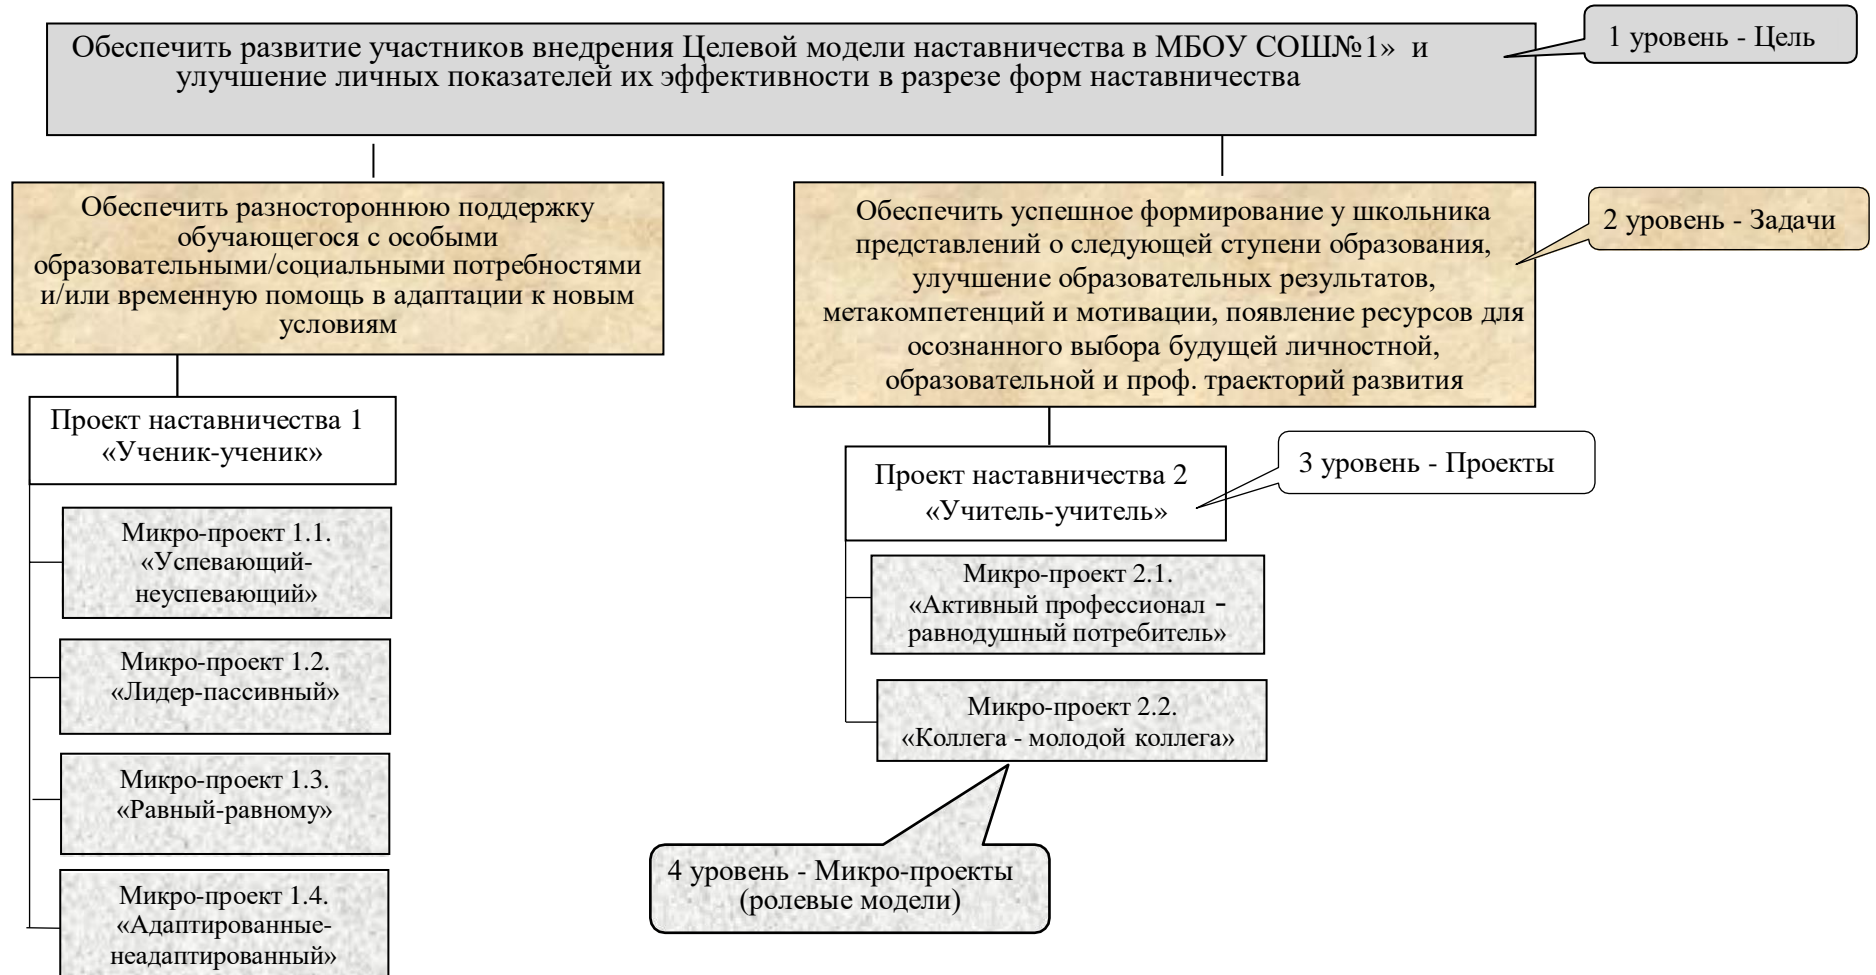 Обеспечить развитие участников внедрения Целевой модели наставничества в МБОУ СОШ№1» и
улучшение личных показателей их эффективности в разрезе форм наставничества
1 уровень - Цель
Обеспечить разностороннюю поддержку
обучающегося с особыми
образовательными/социальными потребностями
и/или временную помощь в адаптации к новым
условиям
Обеспечить успешное формирование у школьника
представлений о следующей ступени образования,
улучшение образовательных результатов,
метакомпетенций и мотивации, появление ресурсов для
осознанного выбора будущей личностной,
образовательной и проф. траекторий развития
2 уровень - Задачи
Проект наставничества 1
«Ученик-ученик»
Микро-проект 1.1.
«Успевающий-
неуспевающий»
Микро-проект 1.2.
«Лидер-пассивный»
Микро-проект 1.3.
«Равный-равному»
Микро-проект 1.4.
«Адаптированные-
неадаптированный»
Проект наставничества 2
«Учитель-учитель»
3 уровень - Проекты
Микро-проект 2.1.
«Активный профессионал -
равнодушный потребитель»
Микро-проект 2.2.
«Коллега - молодой коллега»
4 уровень - Микро-проекты
(ролевые модели)